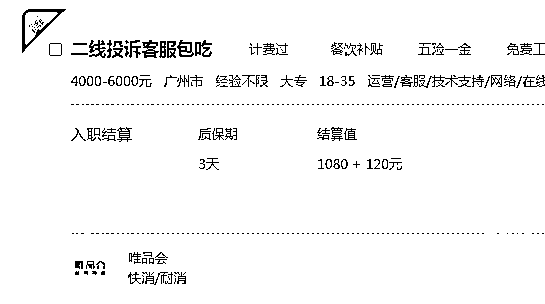 二线投诉客服包吃 计费过 餐饮补贴 五险一金 免费工
4000-6000元 广州市 经验不限 大专 18-35 运营/客服/技术支持/网络/在线
入职结算 质保期 结算值
3天 1080 + 120元
唯品会 唯品会
快消/耐消